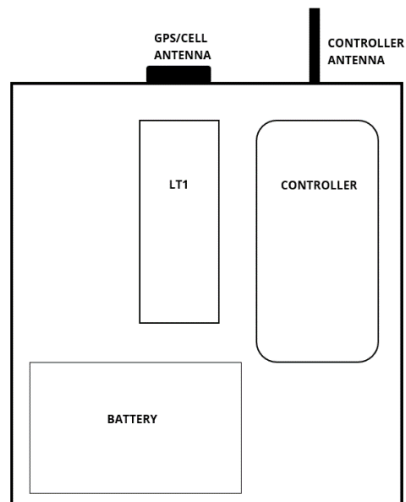 GPS/CELL
ANTENNA
CONTROLLER
ANTENNA
LT1
CONTROLLER
BATTERY